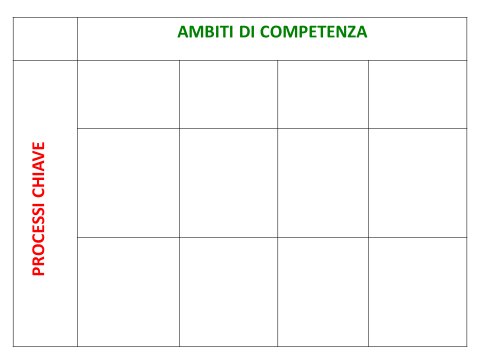 AMBITI DI COMPETENZA
PROCESSI CHIAVE